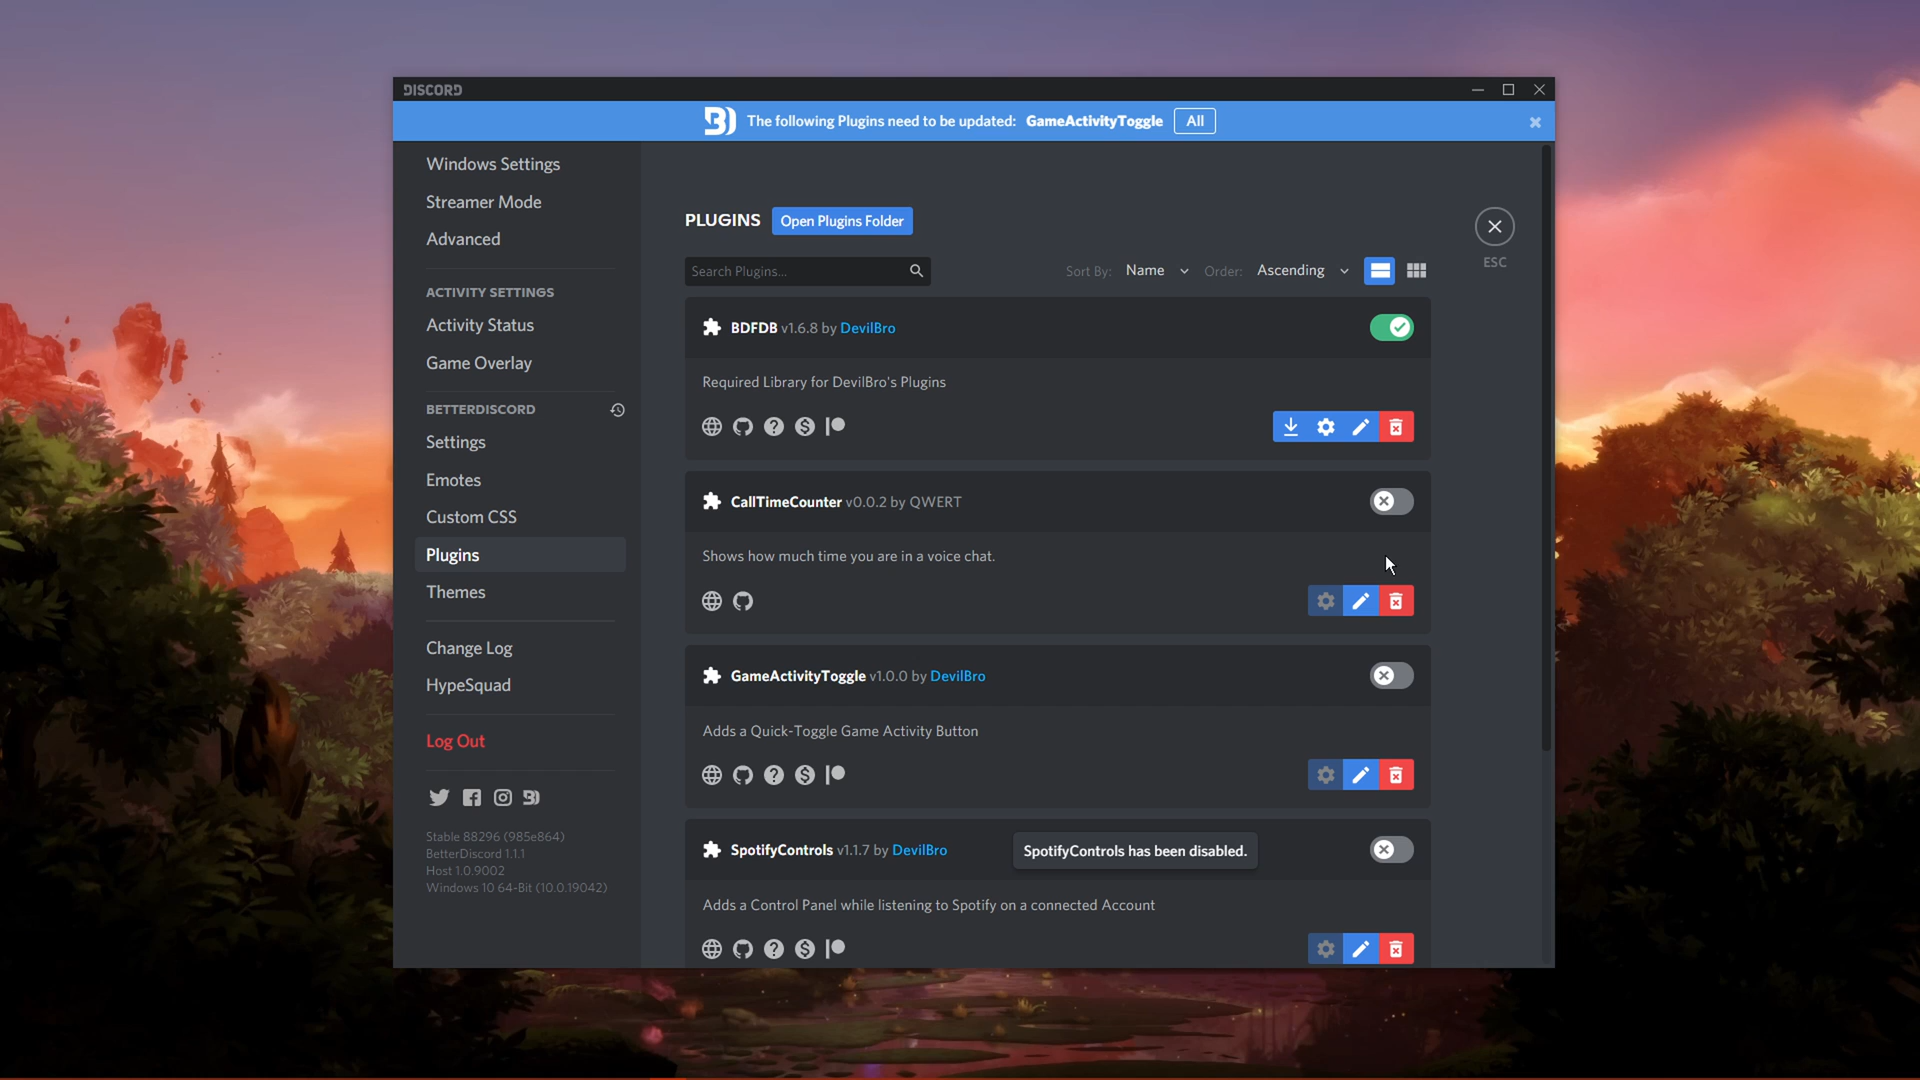 DISCORD
The following Plugins need to be updated: GameActivityToggle All
Windows Settings
Streamer Mode
Advanced
ACTIVITY SETTINGS
Activity Status
Game Overlay
BETTERDISCORD
Settings
Emotes
Custom CSS
Plugins
Themes
Change Log
HypeSquad
Log Out
Stable 88296 (985e864)
BetterDiscord 1.1.1
Host 1.0.9002
Windows 10 64-Bit (10.0.19042)
PLUGINS Open Plugins Folder
ESC
Search Plugins... Sort By: Name Order: Ascending
BDFDB v1.6.8 by DevilBro
Required Library for DevilBro's Plugins
CallTimeCounter v0.0.2 by QWERT
Shows how much time you are in a voice chat.
GameActivityToggle v1.0.0 by DevilBro
Adds a Quick-Toggle Game Activity Button
SpotifyControls v1.1.7 by DevilBro
SpotifyControls has been disabled.
Adds a Control Panel while listening to Spotify on a connected Account